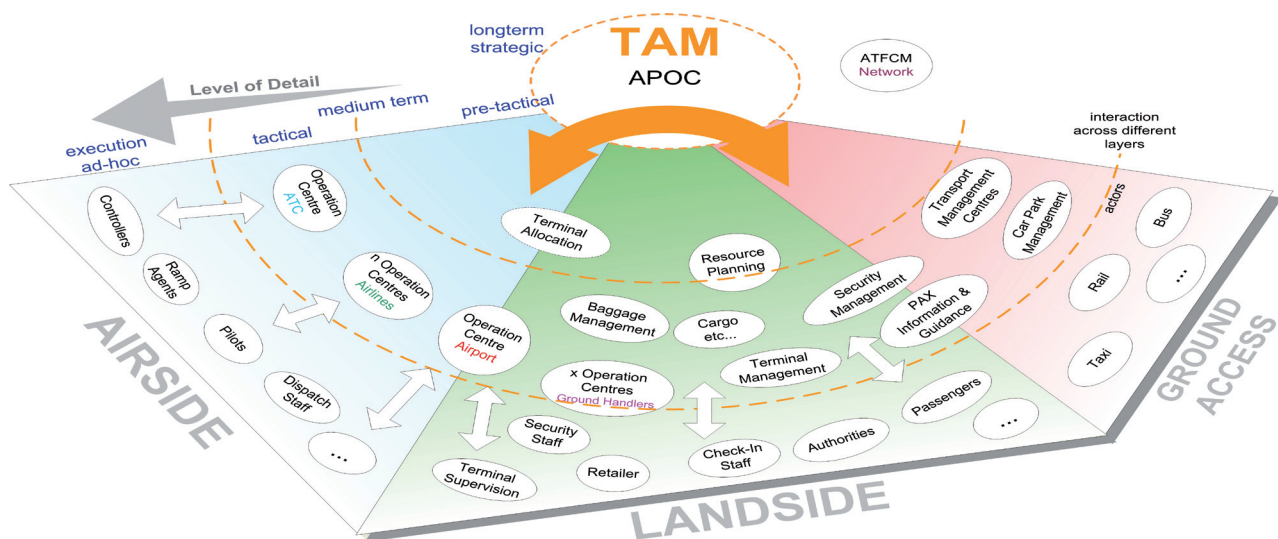 longterm
strategic
TAM
APOC
ATFCM
Network
Level of Detail
medium term
pre-tactical
tactical
execution
ad-hoc
interaction
across different
layers
actors
Controllers
Ramp
Agents
Pilots
Dispatch
Staff
...
Operation
Centre
ATC
n Operation
Centres
Airlines
Operation
Centre
Airport
Terminal
Allocation
Resource
Planning
Baggage
Management
Cargo
etc...
Security
Management
PAX
Information &
Guidance
Terminal
Management
x Operation
Centres
Ground Handlers
Security
Staff
Terminal
Supervision
Retailer
Check-In
Staff
Authorities
Passengers
...
Transport
Management
Centres
Car Park
Management
Bus
Rail
...
Taxi
AIRSIDE
LANDSIDE
GROUND
ACCESS